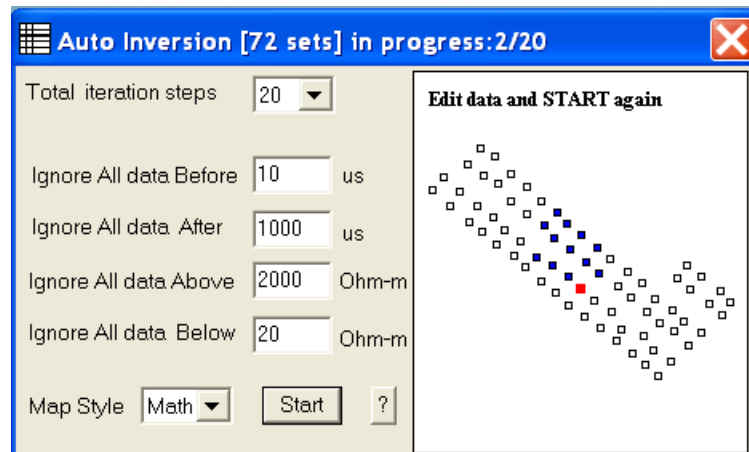 Auto Inversion [72 sets] in progress:2/20
Total iteration steps 20
Edit data and START again
Ignore All data Before 10 us
Ignore All data After 1000 us
Ignore All data Above 2000 Ohm-m
Ignore All data Below 20 Ohm-m
Map Style Math Start ?